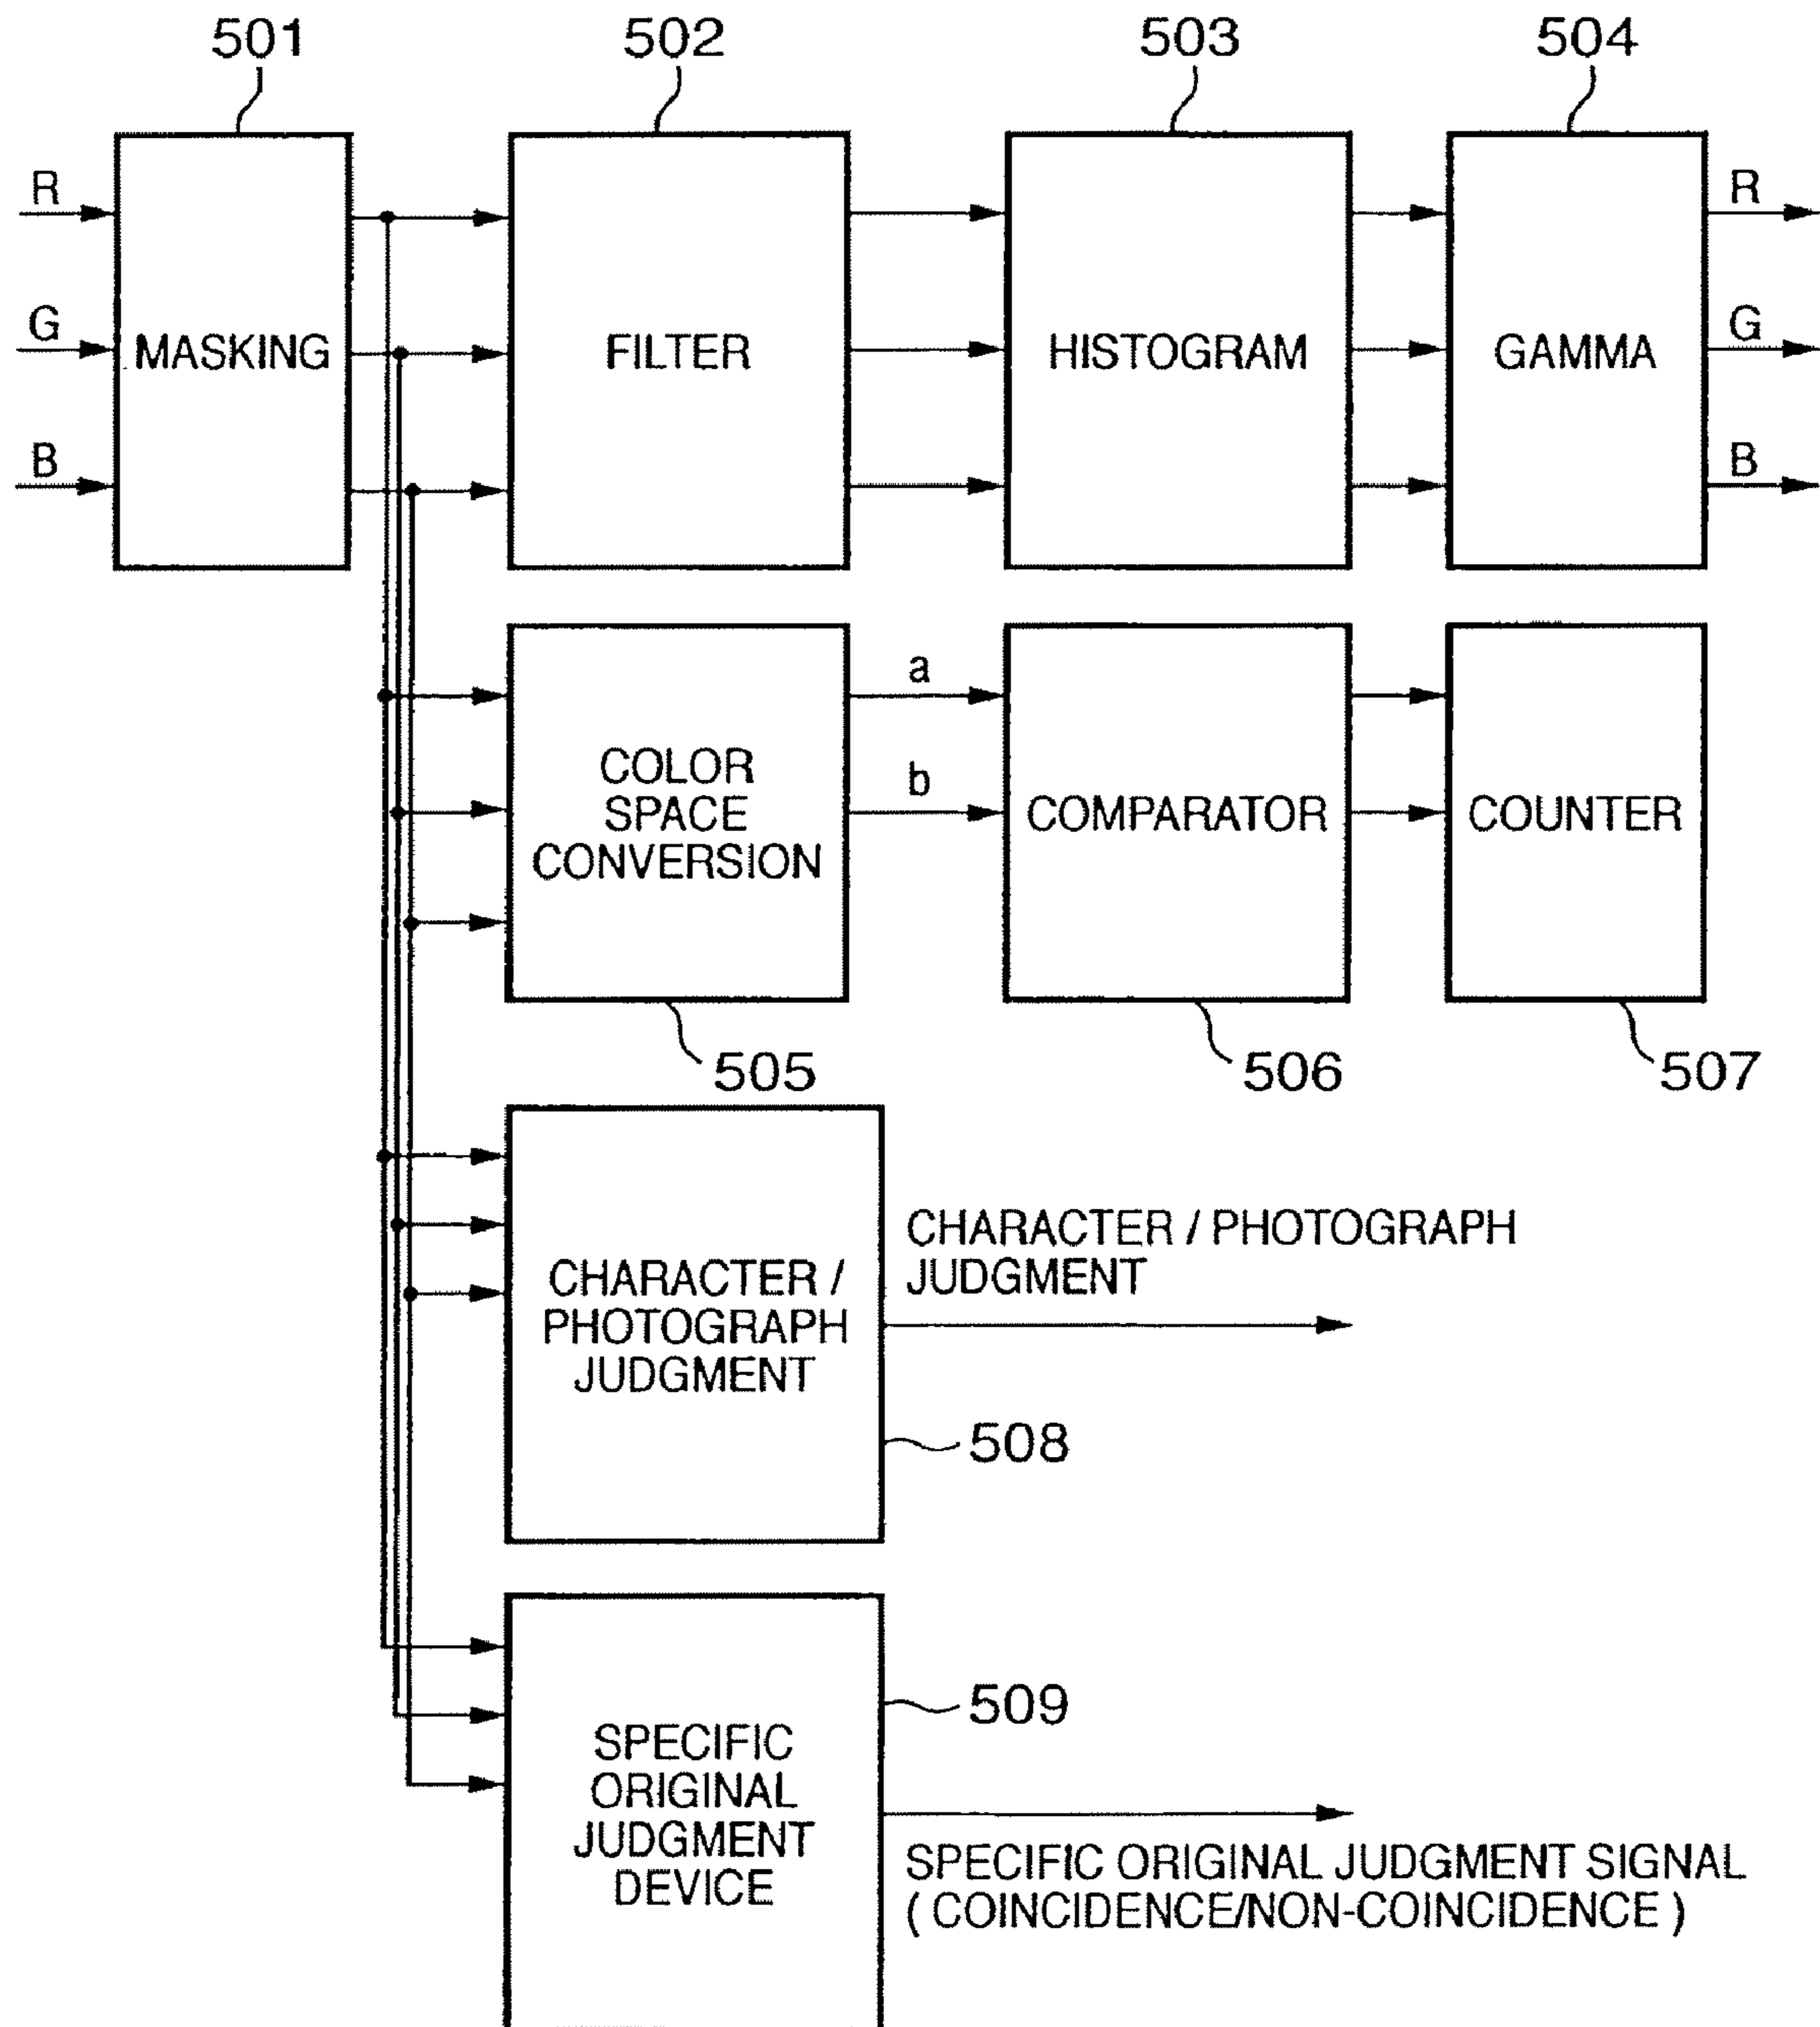 501
502
503
504
R
R
G
G
MASKING
FILTER
HISTOGRAM
GAMMA
B
B
a
b
COLOR
SPACE
CONVERSION
COMPARATOR
COUNTER
505
506
507
CHARACTER /
PHOTOGRAPH
JUDGMENT
CHARACTER / PHOTOGRAPH
JUDGMENT
508
509
SPECIFIC
ORIGINAL
JUDGMENT
DEVICE
SPECIFIC ORIGINAL JUDGMENT SIGNAL
( COINCIDENCE/NON-COINCIDENCE )